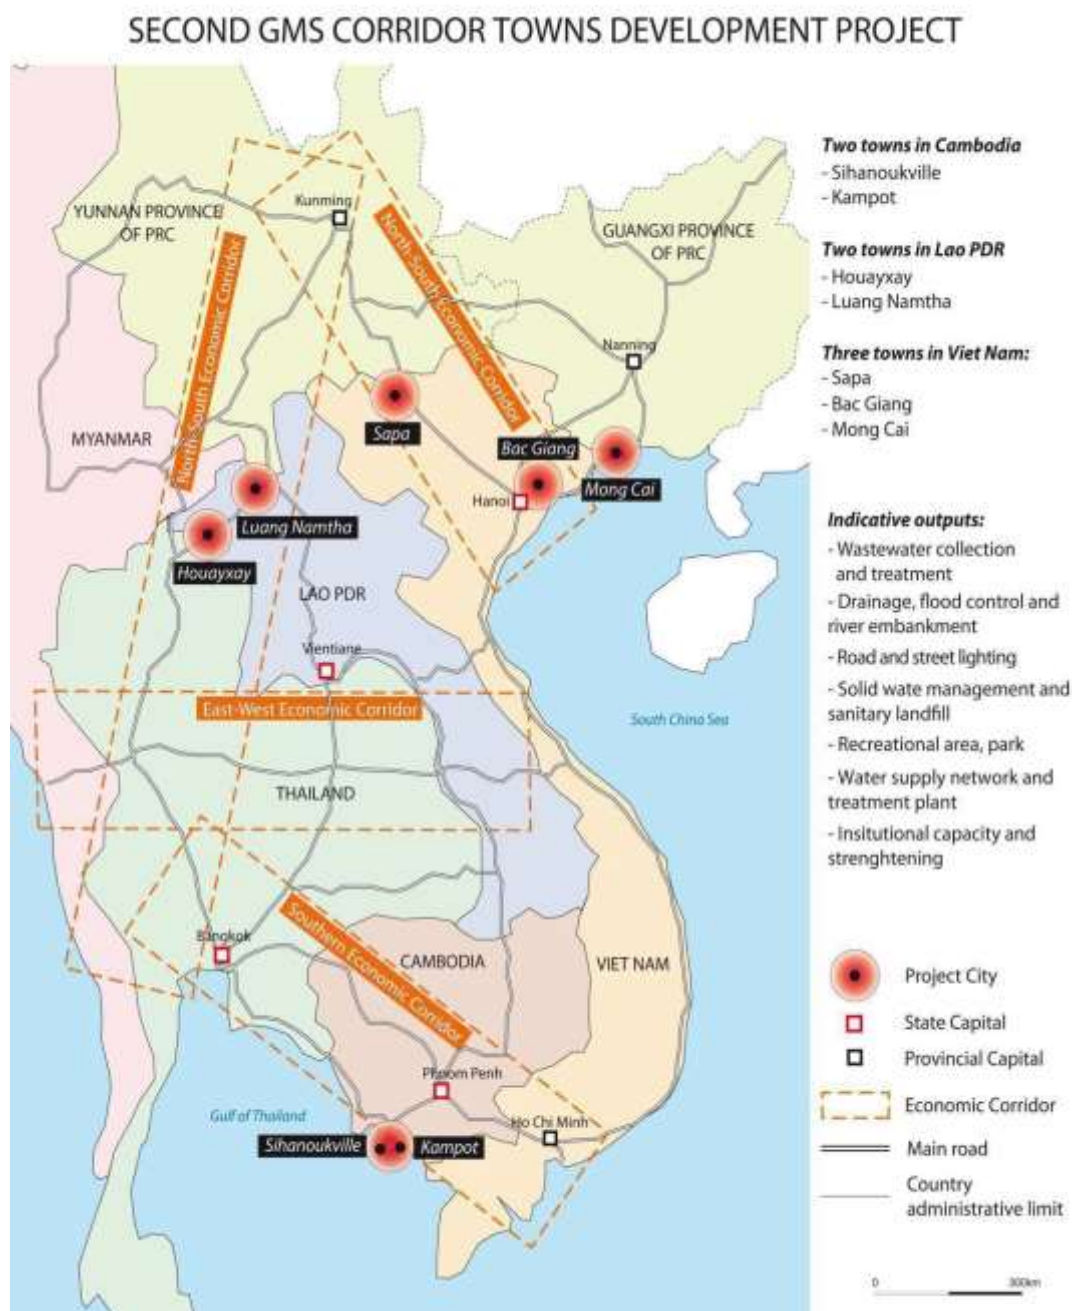 SECOND GMS CORRIDOR TOWNS DEVELOPMENT PROJECT
Two towns in Cambodia
- Sihanoukville
- Kampot
Two towns in Lao PDR
- Houayxay
- Luang Namtha
Three towns in Viet Nam:
- Sapa
- Bac Giang
- Mong Cai
Indicative outputs:
- Wastewater collection
and treatment
- Drainage, flood control and
river embankment
- Road and street lighting
- Solid wate management and
sanitary landfill
- Recreational area, park
- Water supply network and
treatment plant
- Insitutional capacity and
strenghtening
Project City
State Capital
Provincial Capital
Economic Corridor
Main road
Country
administrative limit
0 300km
YUNNAN PROVINCE
OF PRC
Kunming
GUANGXI PROVINCE
OF PRC
North-South Economic Corridor
North-South Economic Corridor
Nanning
MYANMAR
Sapa
Bac Giang
Mong Cai
Hanoi
Luang Namtha
Houayxay
LAO PDR
Vientiane
East-West Economic Corridor
South China Sea
THAILAND
Bangkok
Southern Economic Corridor
CAMBODIA
VIET NAM
Phnom Penh
Gulf of Thailand
Ho Chi Minh
Sihanoukville
Kampot